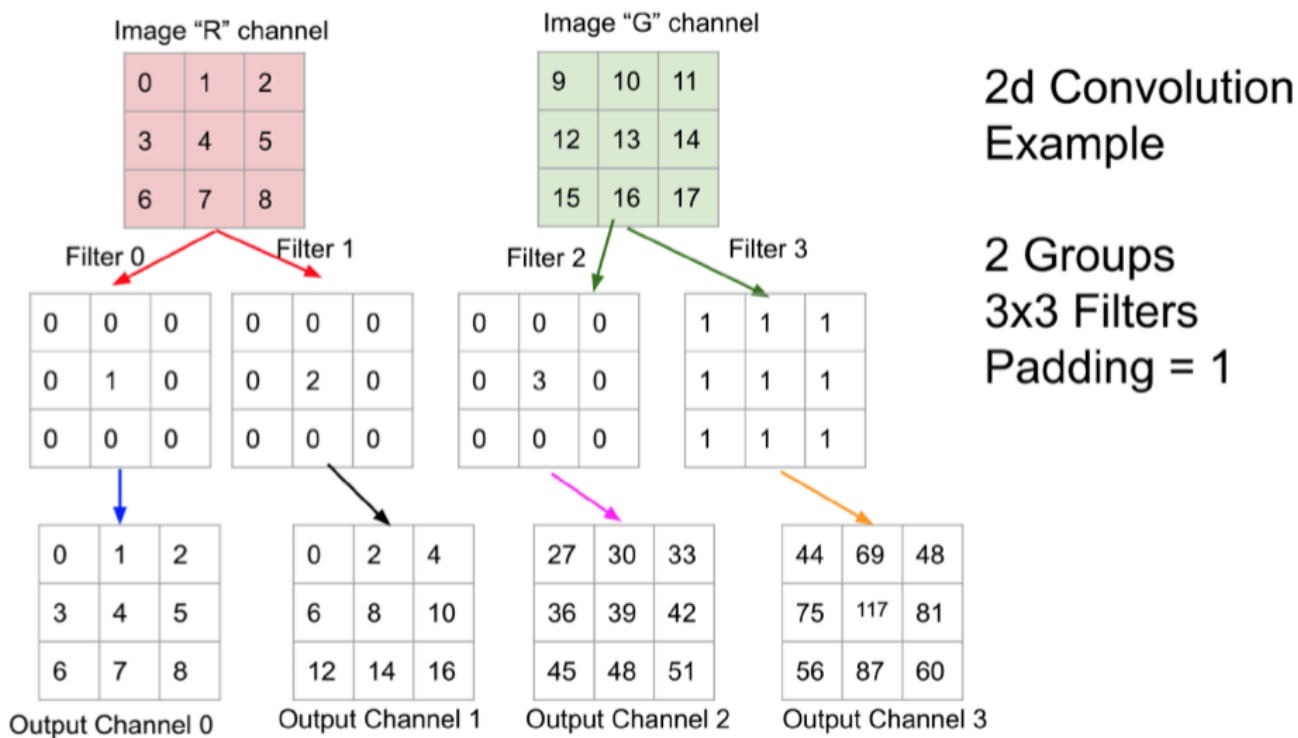 Image “R” channel
Image “G” channel
2d Convolution
Example
2 Groups
3x3 Filters
Padding = 1
0 1 2
3 4 5
6 7 8
9 10 11
12 13 14
15 16 17
Filter 0
Filter 1
Filter 2
Filter 3
0 0 0
0 1 0
0 0 0
0 0 0
0 2 0
0 0 0
0 0 0
0 3 0
0 0 0
1 1 1
1 1 1
1 1 1
0 1 2
3 4 5
6 7 8
Output Channel 0
0 2 4
6 8 10
12 14 16
Output Channel 1
27 30 33
36 39 42
45 48 51
Output Channel 2
44 69 48
75 117 81
56 87 60
Output Channel 3